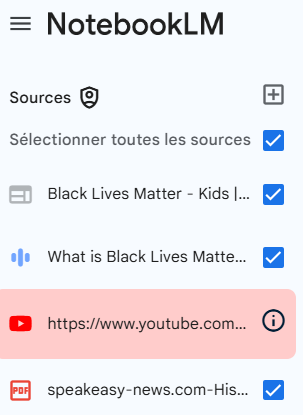 NotebookLM
Sources
Sélectionner toutes les sources
Black Lives Matter - Kids |...
What is Black Lives Matte...
https://www.youtube.com...
PDF speakeasy-news.com-His...